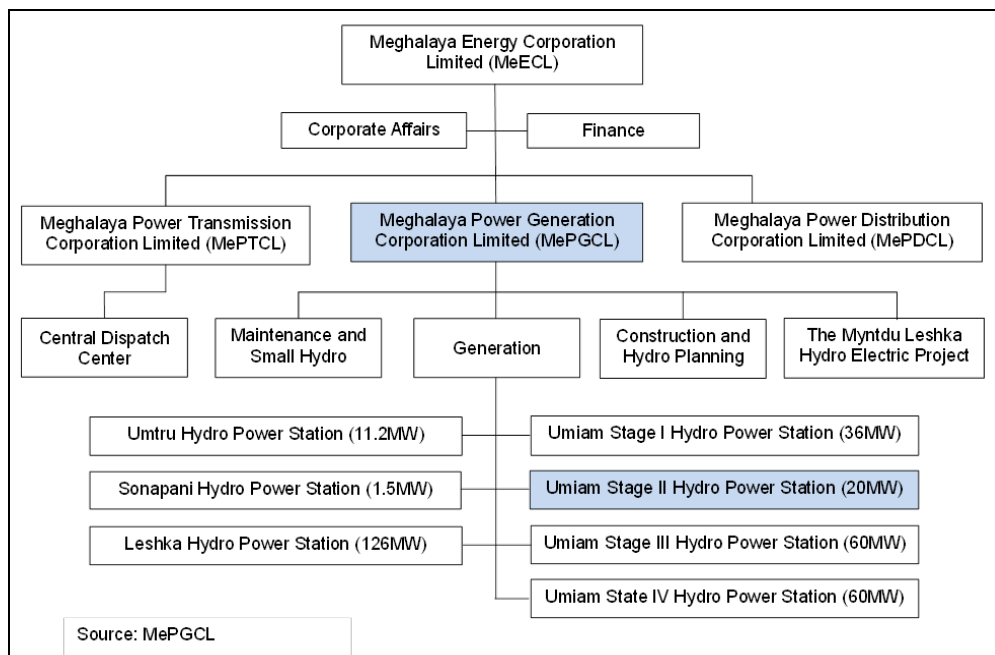 Meghalaya Energy Corporation
Limited (MeECL)
Corporate Affairs
Finance
Meghalaya Power Transmission
Corporation Limited (MePTCL)
Meghalaya Power Generation
Corporation Limited (MePGCL)
Meghalaya Power Distribution
Corporation Limited (MePDCL)
Central Dispatch
Center
Maintenance and
Small Hydro
Generation
Construction and
Hydro Planning
The Myntdu Leshka
Hydro Electric Project
Umtru Hydro Power Station (11.2MW)
Umiam Stage I Hydro Power Station (36MW)
Sonapani Hydro Power Station (1.5MW)
Umiam Stage II Hydro Power Station (20MW)
Leshka Hydro Power Station (126MW)
Umiam Stage III Hydro Power Station (60MW)
Umiam State IV Hydro Power Station (60MW)
Source: MePGCL